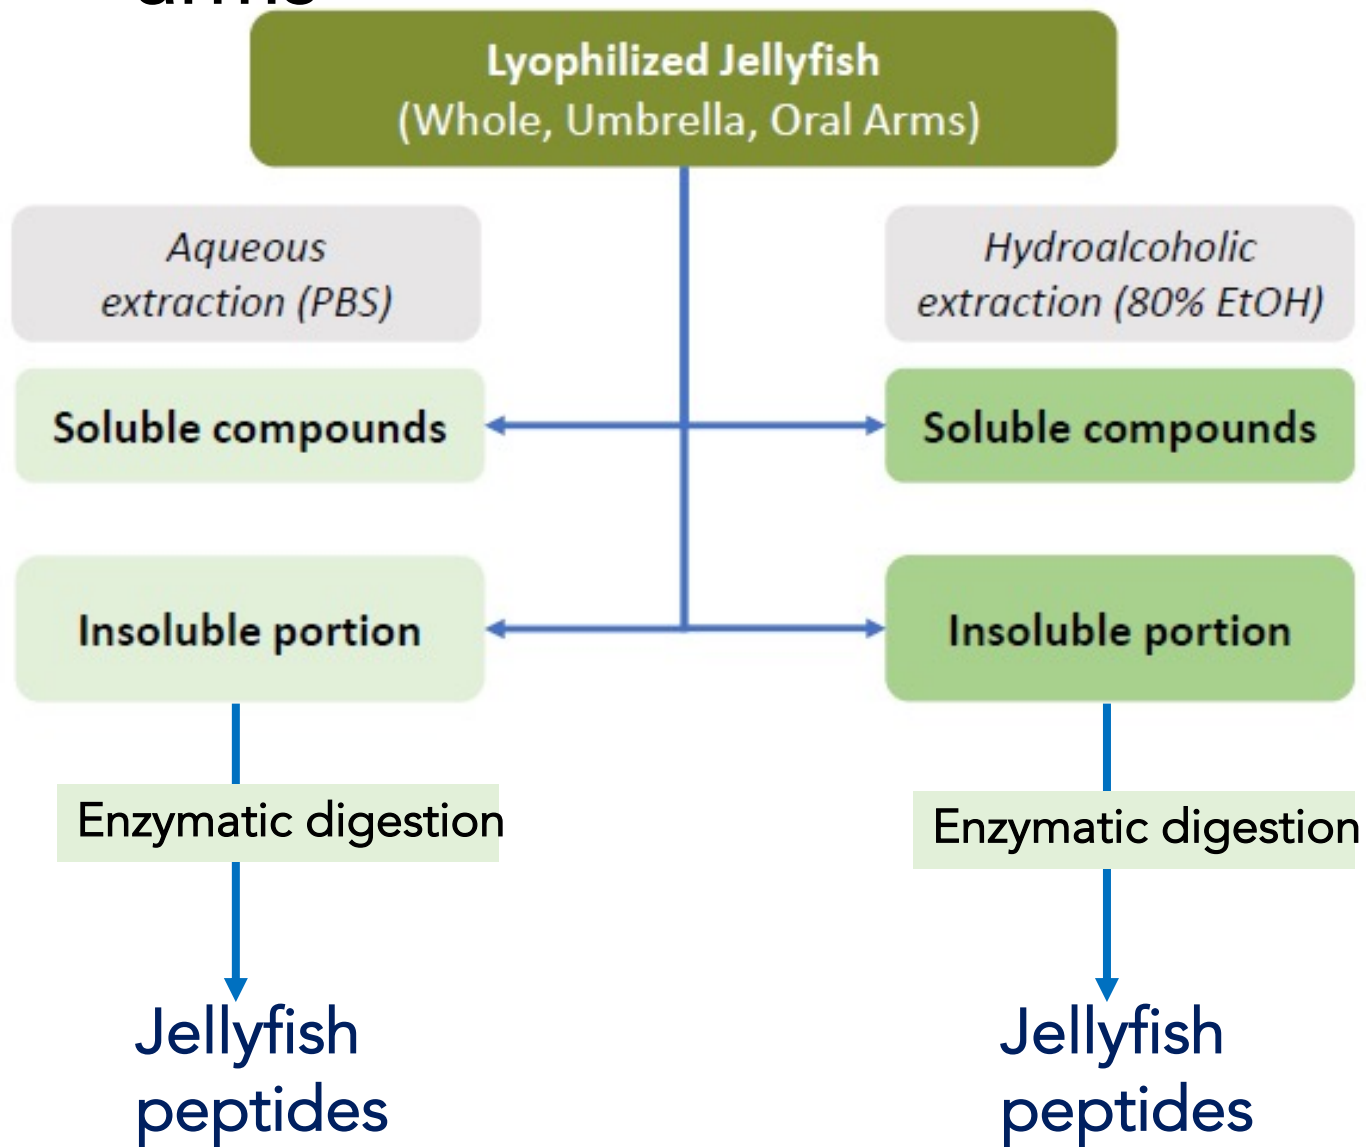 arms
Lyophilized Jellyfish
(Whole, Umbrella, Oral Arms)
Aqueous
extraction (PBS)
Hydroalcoholic
extraction (80% EtOH)
Soluble compounds
Soluble compounds
Insoluble portion
Insoluble portion
Enzymatic digestion
Enzymatic digestion
Jellyfish
peptides
Jellyfish
peptides